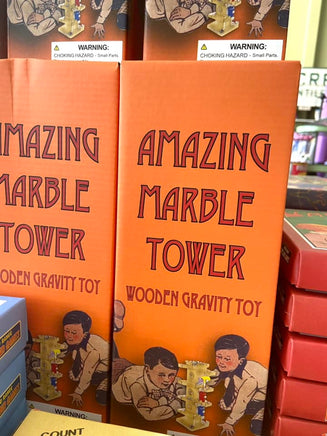 WARNING:
CHOKING HAZARD - Small Parts
WARNING:
CHOKING HAZARD - Small Parts
AMAZING
MARBLE
TOWER
WOODEN GRAVITY TOY
AMAZING
MARBLE
TOWER
WOODEN GRAVITY TOY
COUNT